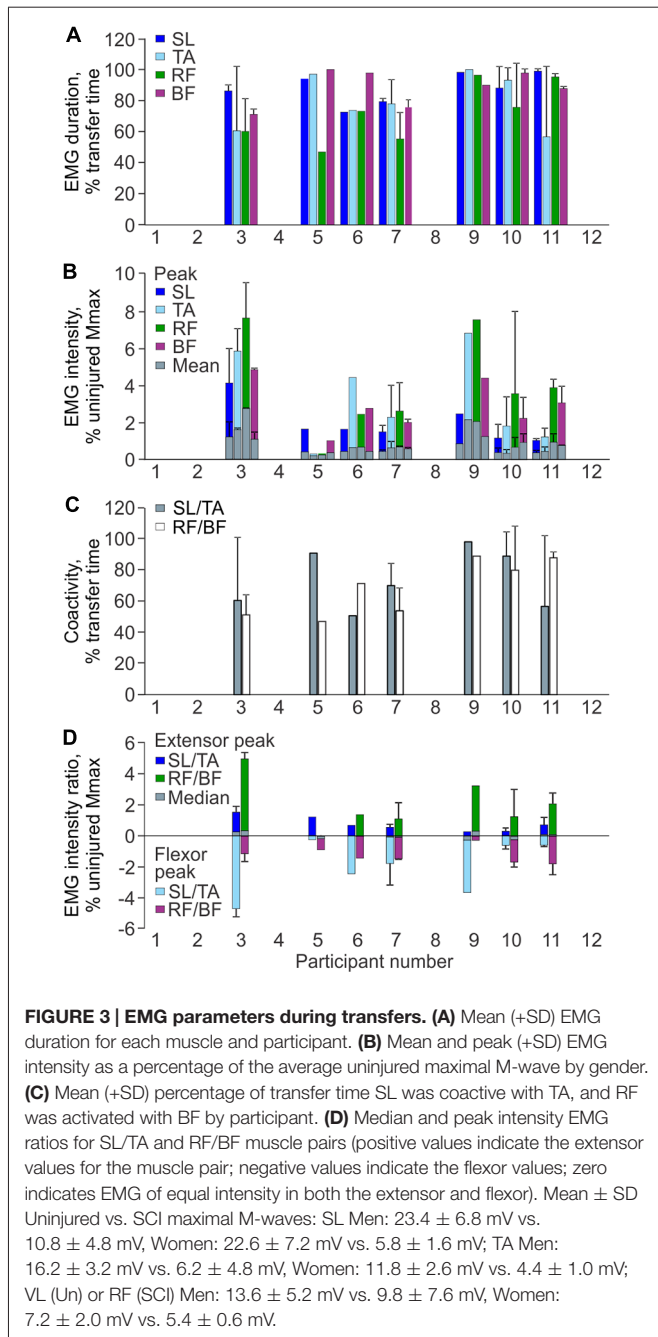 A
SL
TA
RF
BF
EMG duration,
% transfer time
120
100
80
60
40
20
0
1 2 3 4 5 6 7 8 9 10 11 12
B
Peak
SL
TA
RF
BF
Mean
EMG intensity,
% uninjured Mmax
10
8
6
4
2
0
1 2 3 4 5 6 7 8 9 10 11 12
C
SL/TA
RF/BF
Coactivity,
% transfer time
120
100
80
60
40
20
0
1 2 3 4 5 6 7 8 9 10 11 12
D
Extensor peak
SL/TA
RF/BF
Median
Flexor
peak
SL/TA
RF/BF
EMG intensity ratio,
% uninjured Mmax
6
4
2
0
-2
-4
-6
1 2 3 4 5 6 7 8 9 10 11 12
Participant number
FIGURE 3 | EMG parameters during transfers. (A) Mean (+SD) EMG
duration for each muscle and participant. (B) Mean and peak (+SD) EMG
intensity as a percentage of the average uninjured maximal M-wave by gender.
(C) Mean (+SD) percentage of transfer time SL was coactive with TA, and RF
was activated with BF by participant. (D) Median and peak intensity EMG
ratios for SL/TA and RF/BF muscle pairs (positive values indicate the extensor
values for the muscle pair; negative values indicate the flexor values; zero
indicates EMG of equal intensity in both the extensor and flexor). Mean ± SD
Uninjured vs. SCI maximal M-waves: SL Men: 23.4 ± 6.8 mV vs.
10.8 ± 4.8 mV, Women: 22.6 ± 7.2 mV vs. 5.8 ± 1.6 mV; TA Men:
16.2 ± 3.2 mV vs. 6.2 ± 4.8 mV, Women: 11.8 ± 2.6 mV vs. 4.4 ± 1.0 mV;
VL (Un) or RF (SCI) Men: 13.6 ± 5.2 mV vs. 9.8 ± 7.6 mV, Women:
7.2 ± 2.0 mV vs. 5.4 ± 0.6 mV.